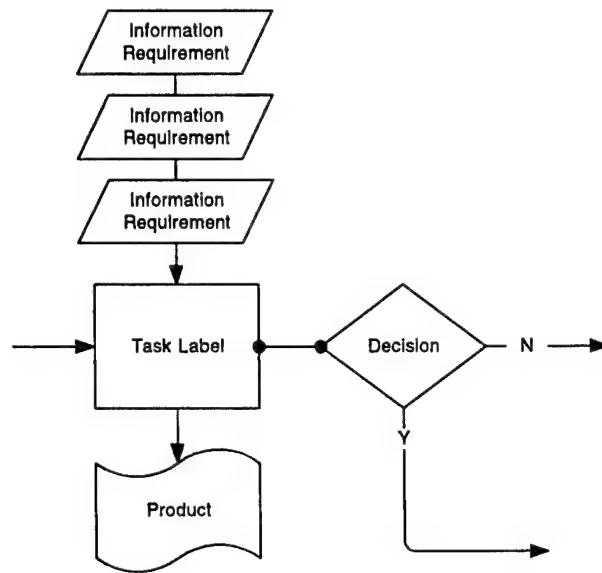 Information
Requirement
Information
Requirement
Information
Requirement
Task Label
Decision
N
Y
Product